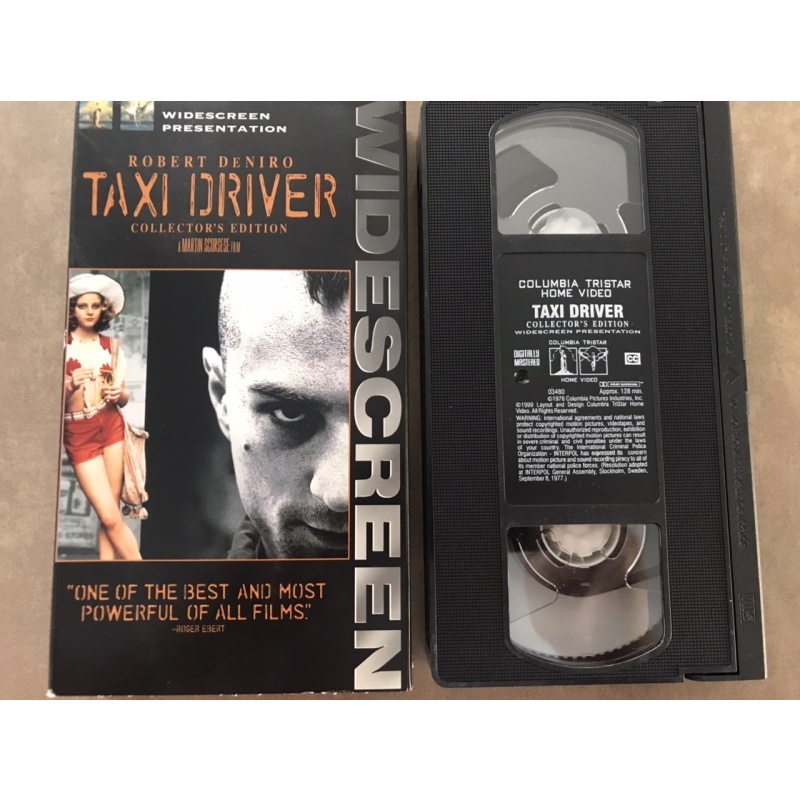 WIDESCREEN
PRESENTATION
ROBERT DENIRO
TAXI DRIVER
COLLECTOR'S EDITION
A MARTIN SCORSESE FILM
WIDESCREEN
"ONE OF THE BEST AND MOST
POWERFUL OF ALL FILMS."
—ROGER EBERT
COLUMBIA TRISTAR
HOME VIDEO
TAXI DRIVER
COLLECTOR'S EDITION
WIDESCREEN PRESENTATION
COLUMBIA TRISTAR
DIGITALLY
MASTERED
CC
HOME VIDEO
DOLBY SURROUND
03480 Approx. 128 min.
©1976 Columbia Pictures Industries, Inc.
©1999 Layout and Design Columbia TriStar Home
Video. All Rights Reserved.
WARNING: International agreements and national laws
protect copyrighted motion pictures, videotapes, and
sound recordings. Unauthorized reproduction, exhibition
or distribution of copyrighted motion pictures can result
in severe criminal and civil penalties under the laws
of your country. The International Criminal Police
Organization - INTERPOL has expressed its concern
about motion picture and sound recording piracy to all of
its member national police forces. (Resolution adopted
at INTERPOL General Assembly, Stockholm, Sweden,
September 8, 1977.)